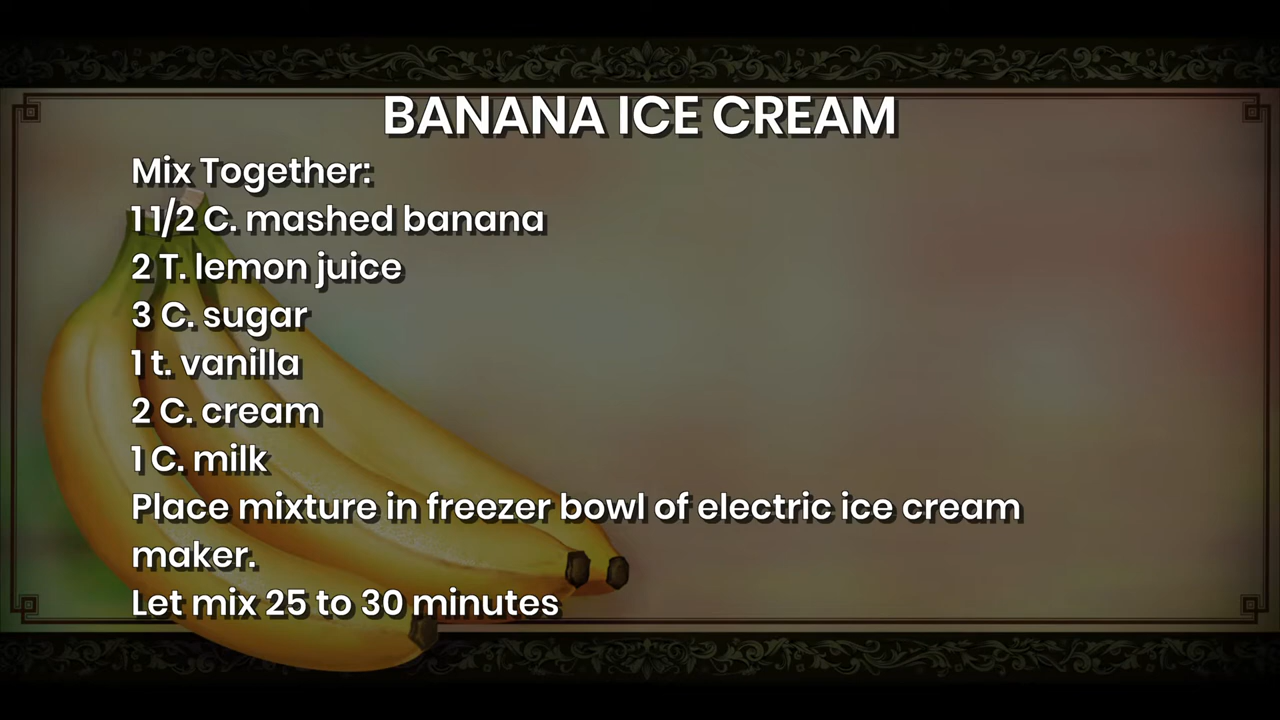 BANANA ICE CREAM
Mix Together:
1 1/2 C. mashed banana
2 T. lemon juice
3 C. sugar
1 t. vanilla
2 C. cream
1 C. milk
Place mixture in freezer bowl of electric ice cream
maker.
Let mix 25 to 30 minutes